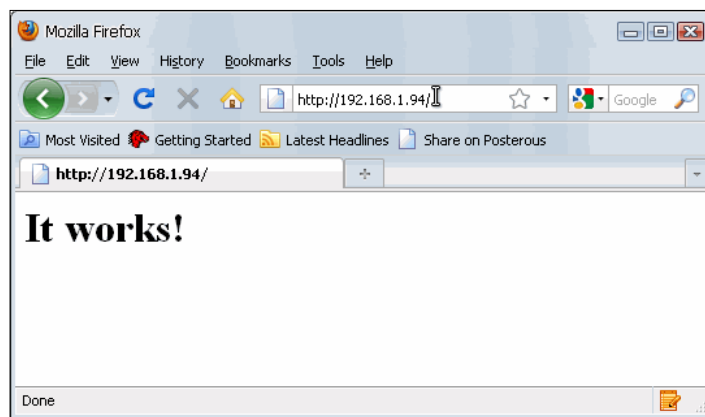 Mozilla Firefox
File Edit View History Bookmarks Tools Help
http://192.168.1.94/ Google
Most Visited Getting Started Latest Headlines Share on Posterous
http://192.168.1.94/
It works!
Done